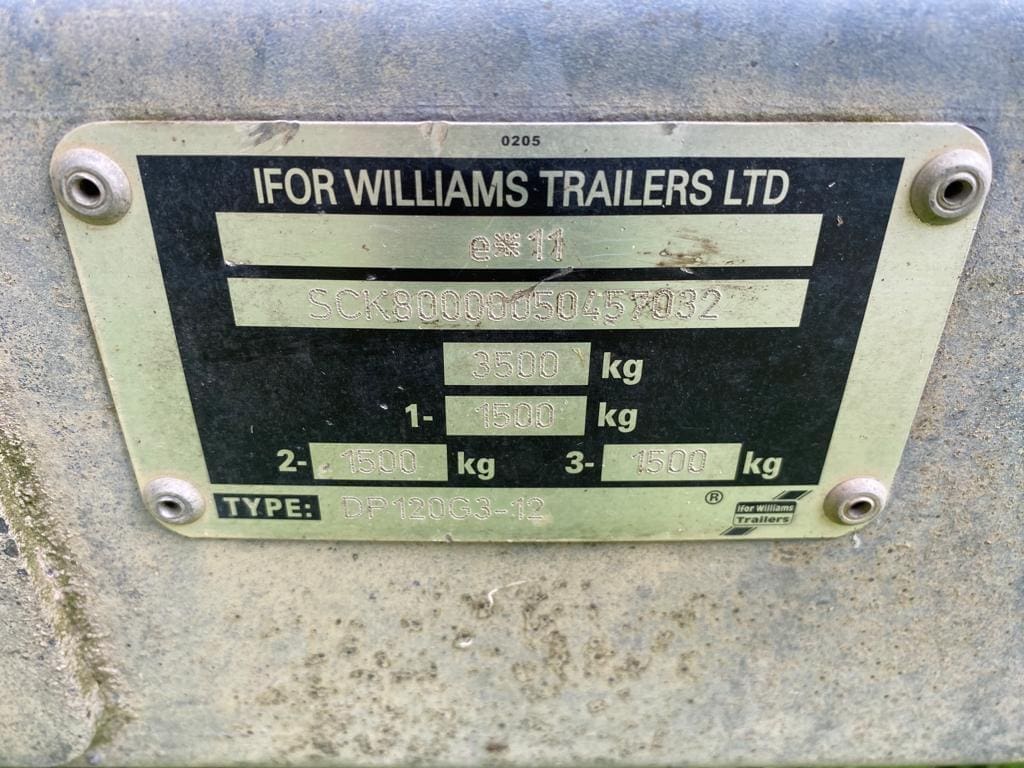 0205
IFOR WILLIAMS TRAILERS LTD
e*11
SCK80000050457032
3500 kg
1- 1500 kg
2- 1500 kg 3- 1500 kg
TYPE: DP120G3-12 ® Ifor Williams
Trailers